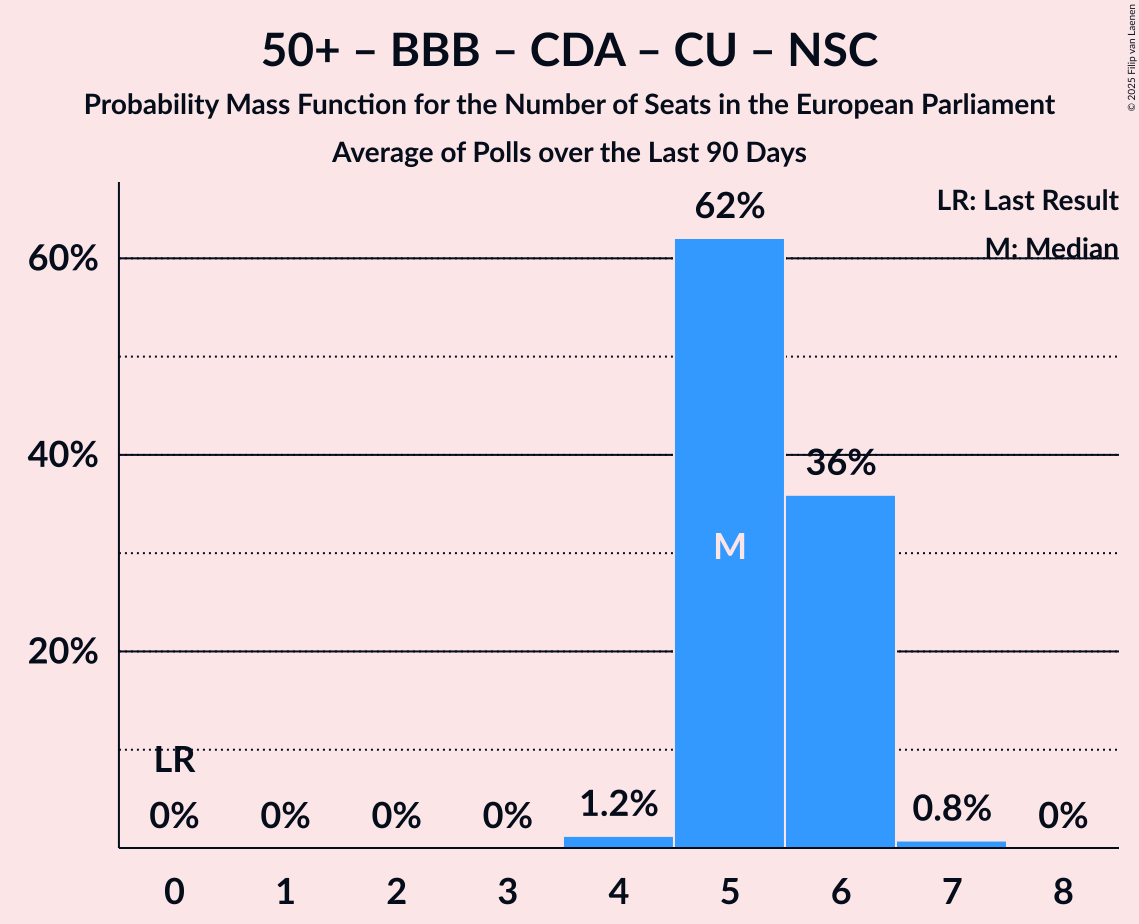 50+ – BBB – CDA – CU – NSC
Probability Mass Function for the Number of Seats in the European Parliament
Average of Polls over the Last 90 Days
© 2025 Filip van Laenen
LR: Last Result
M: Median
62%
60%
40%
36%
M
20%
LR
0% 0% 0% 0% 1.2% 0.8% 0%
0 1 2 3 4 5 6 7 8